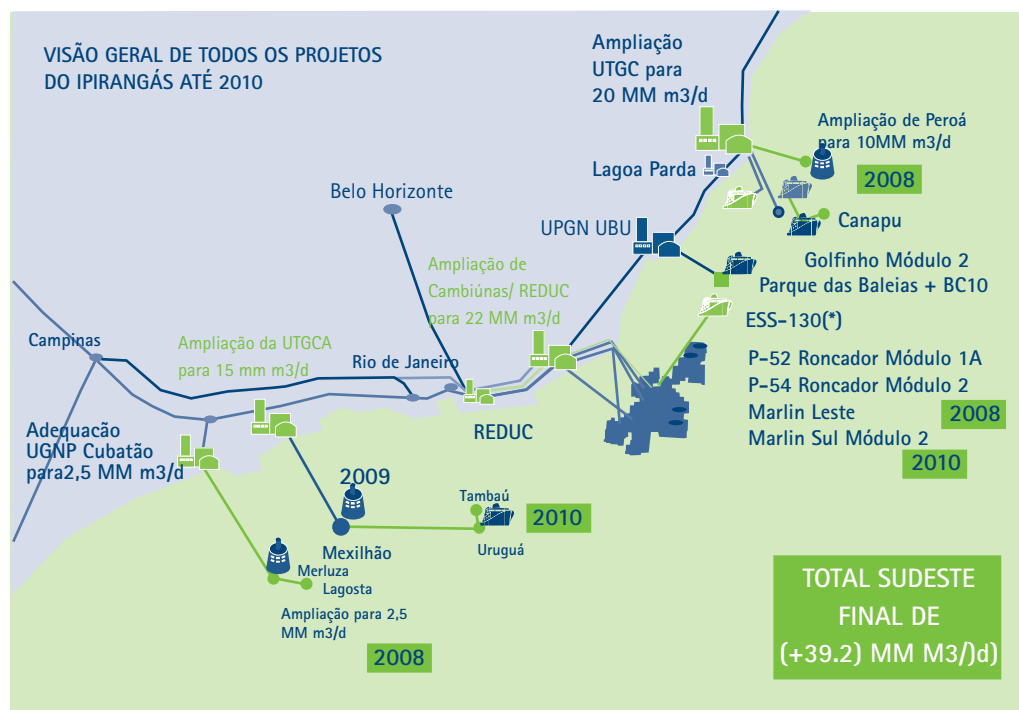 VISÃO GERAL DE TODOS OS PROJETOS
DO IPIRANGÁS ATÉ 2010
Ampliação
UTGC para
20 MM m3/d
Ampliação de Peroá
para 10MM m3/d
2008
Lagoa Parda
Canapu
Belo Horizonte
UPGN UBU
Golfinho Módulo 2
Parque das Baleias + BC10
ESS-130(*)
Ampliação de
Cambiúnas/ REDUC
para 22 MM m3/d
P-52 Roncador Módulo 1A
P-54 Roncador Módulo 2
Marlin Leste
2008
Marlin Sul Módulo 2
2010
Campinas
Ampliação da UTGCA
para 15 mm m3/d
Rio de Janeiro
REDUC
Adequacão
UGNP Cubatão
para2,5 MM m3/d
2009
Mexilhão
Tambaú
2010
Uruguá
Merluza
Lagosta
Ampliação para 2,5
MM m3/d
2008
TOTAL SUDESTE
FINAL DE
(+39.2) MM M3/)d)